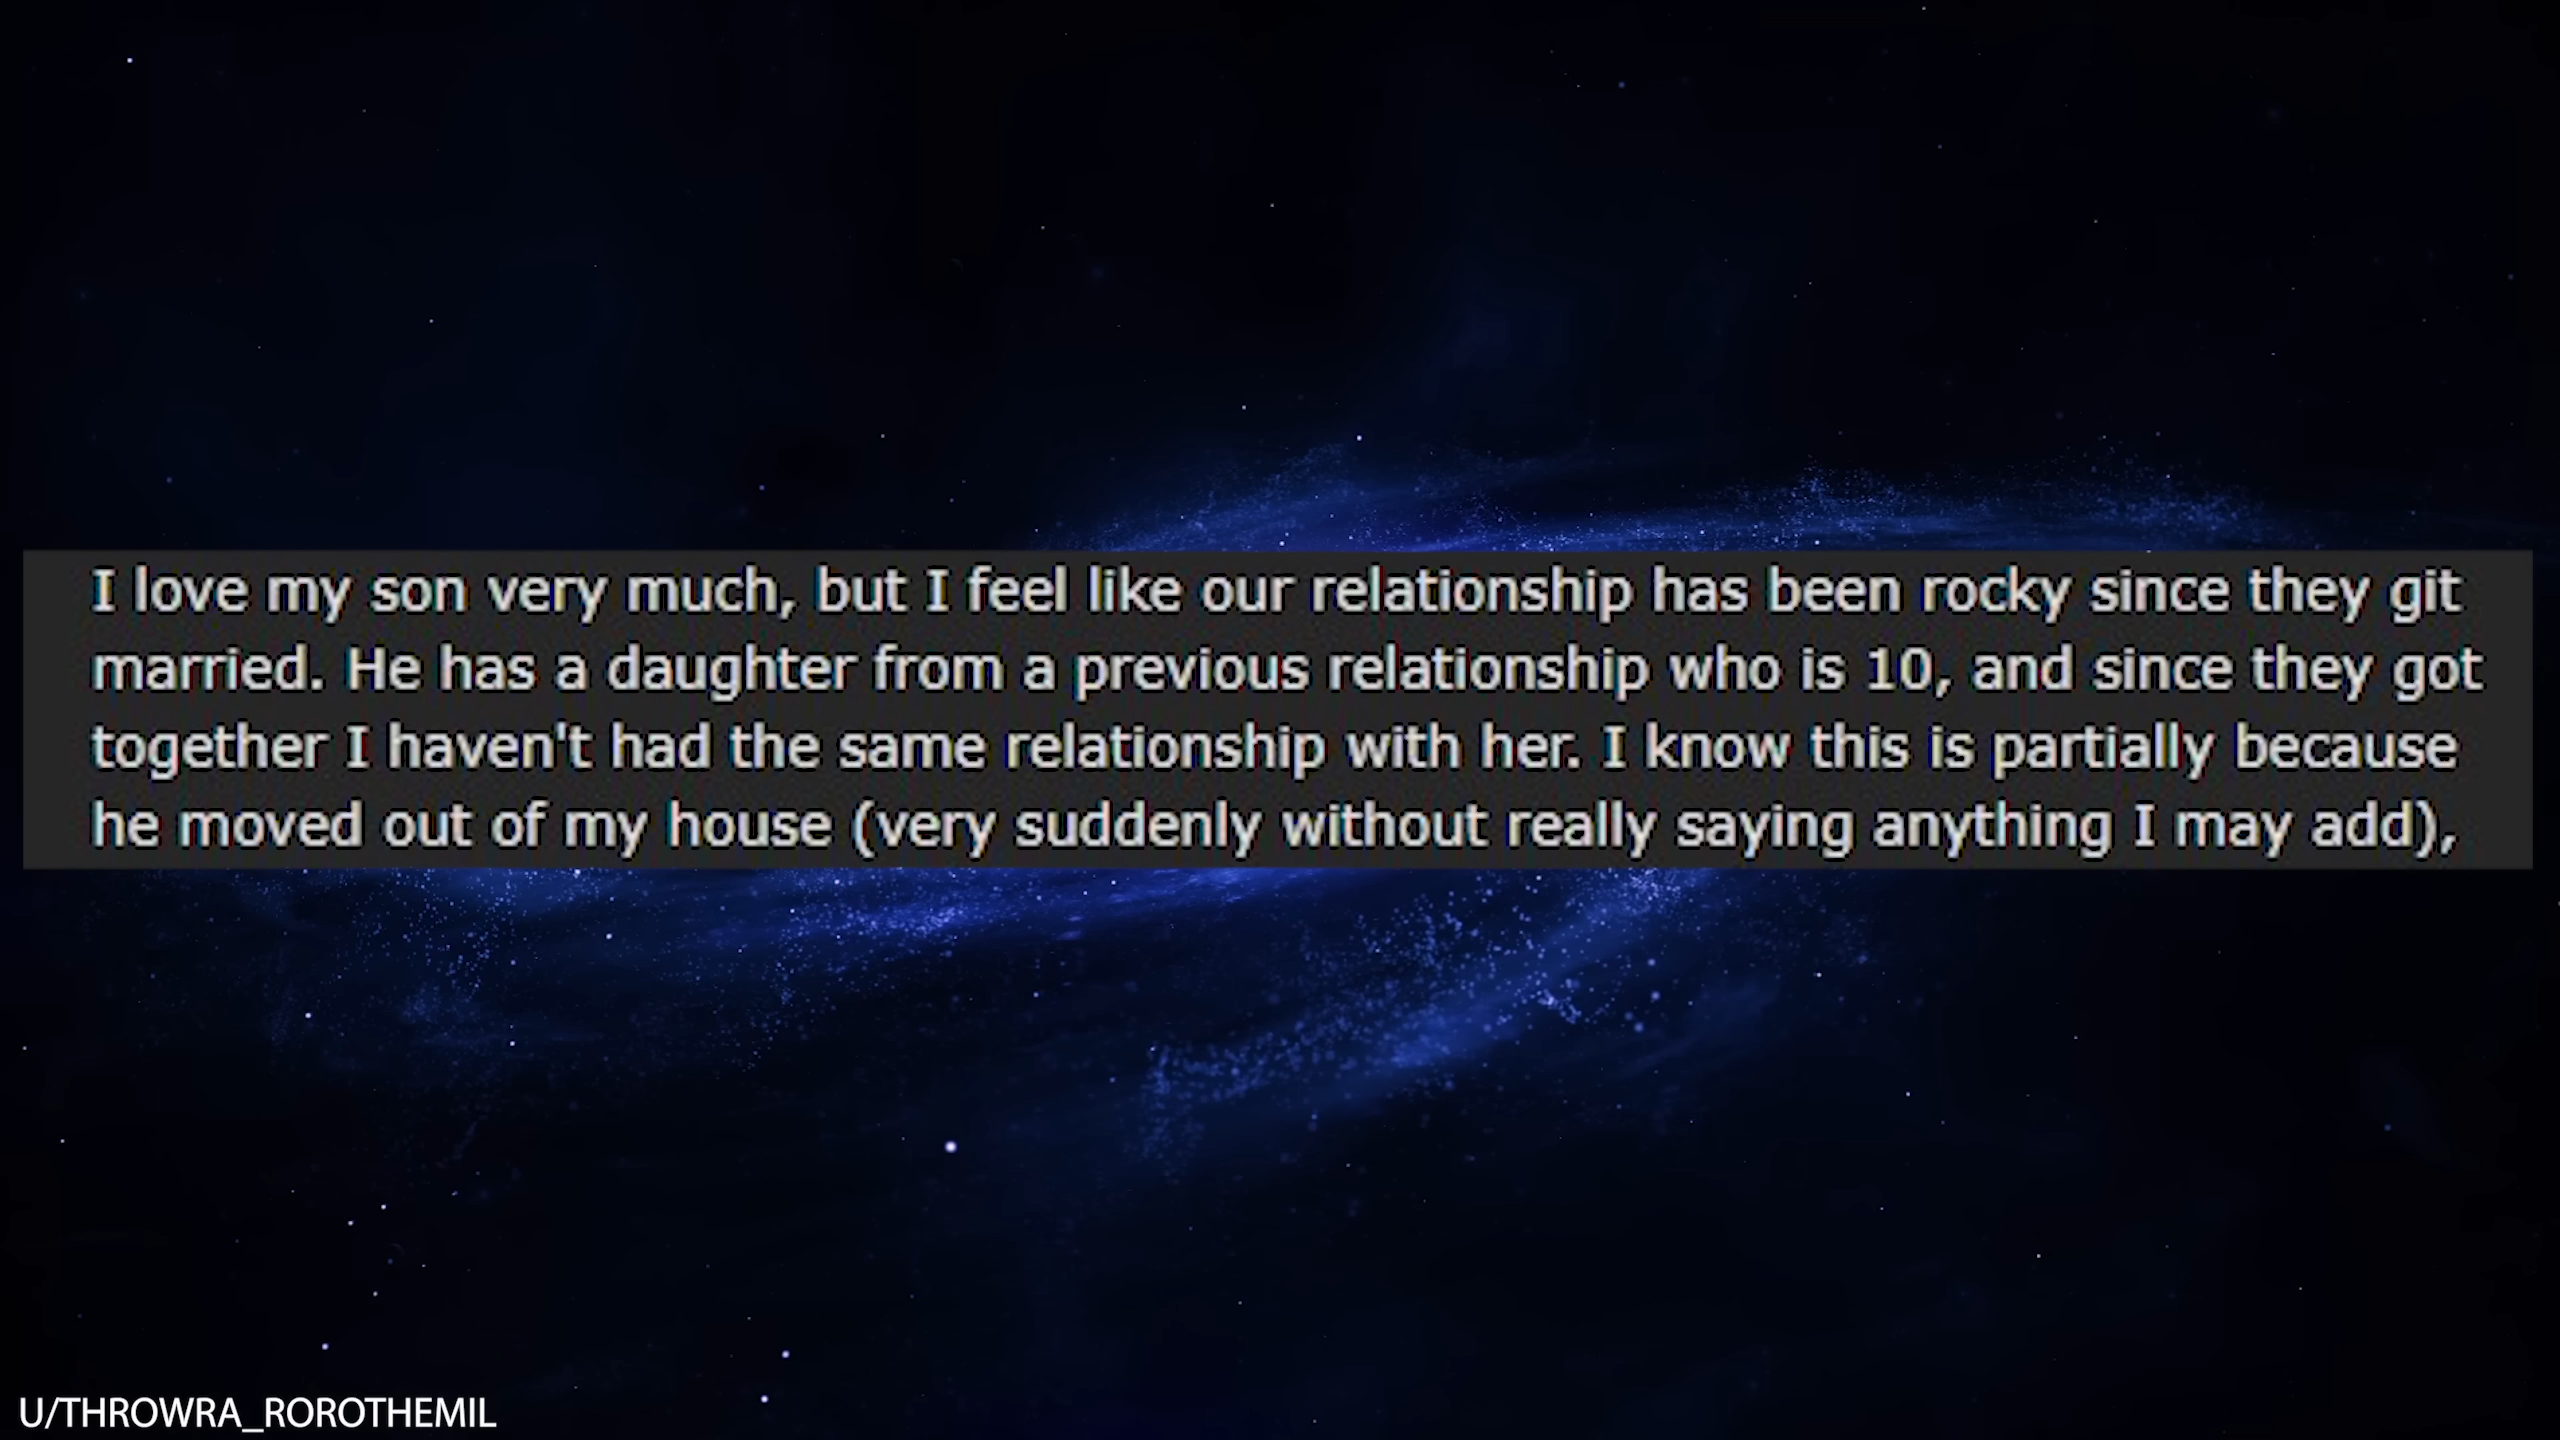 I love my son very much, but I feel like our relationship has been rocky since they git
married. He has a daughter from a previous relationship who is 10, and since they got
together I haven't had the same relationship with her. I know this is partially because
he moved out of my house (very suddenly without really saying anything I may add),
U/THROWRA_ROROTHEMIL